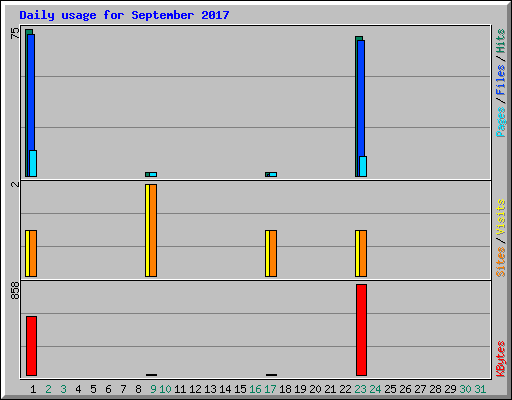 Daily usage for September 2017
75
Pages / Files / Hits
2
Sites / Visits
858
KBytes
1 2 3 4 5 6 7 8 9 10 11 12 13 14 15 16 17 18 19 20 21 22 23 24 25 26 27 28 29 30 31